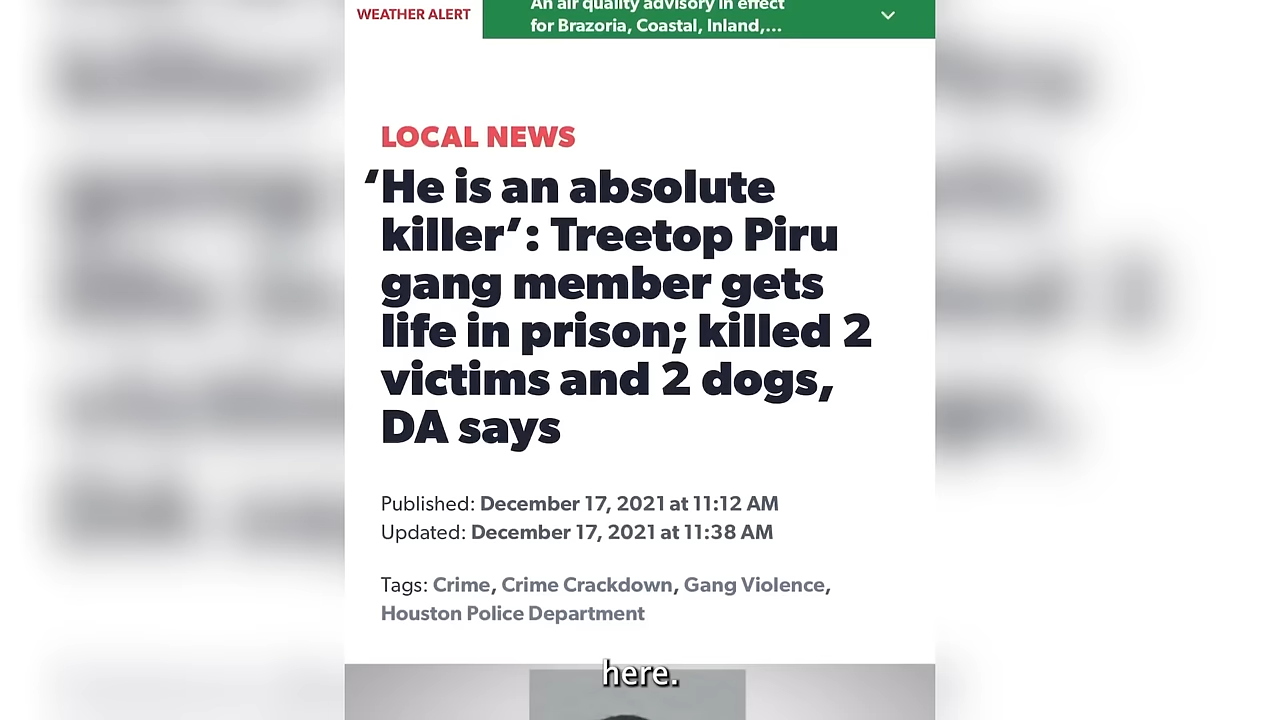 WEATHER ALERT
An air quality advisory in effect
for Brazoria, Coastal, Inland,...
LOCAL NEWS
‘He is an absolute
killer’: Treetop Piru
gang member gets
life in prison; killed 2
victims and 2 dogs,
DA says
Published: December 17, 2021 at 11:12 AM
Updated: December 17, 2021 at 11:38 AM
Tags: Crime, Crime Crackdown, Gang Violence,
Houston Police Department
here.